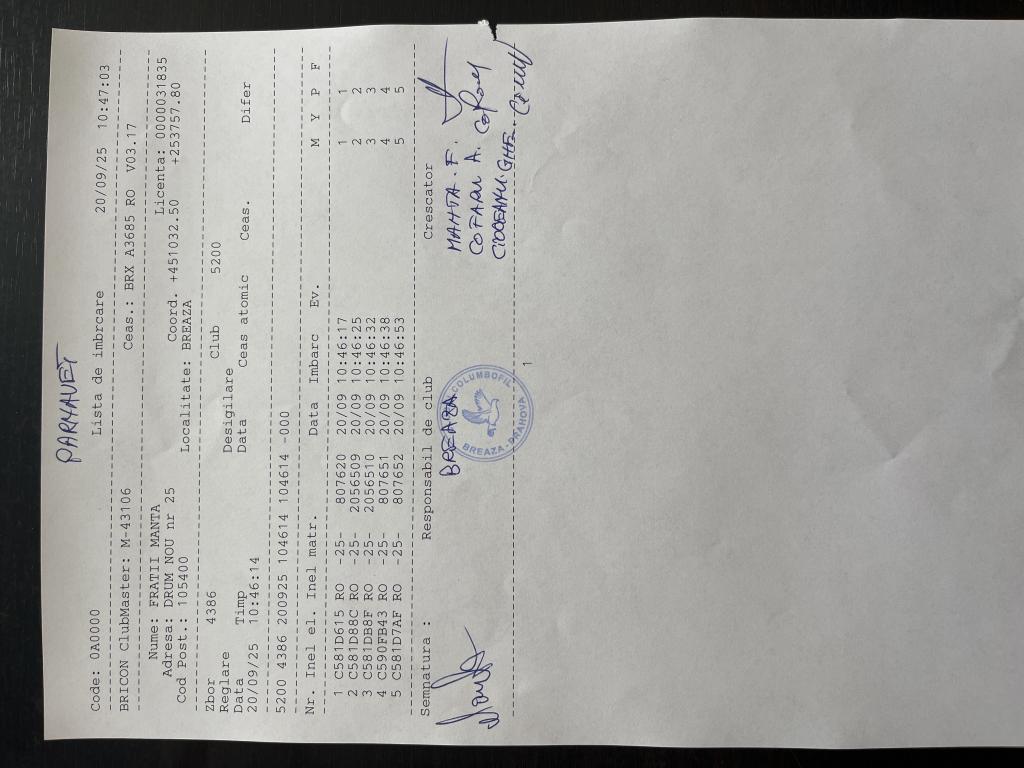 PARHAVET
Code: 0A0000 Lista de imbrcare 20/09/25 10:47:03
BRICON ClubMaster: M-43106 Ceas.: BRX A3685 RO V03.17
Nume: FRATII MANTA Licenta: 0000031835
Adresa: DRUM NOU nr 25 Coord. +451032.50 +253757.80
Cod Post.: 105400 Localitate: BREAZA
Zbor 4386 Club 5200
Reglare Desigilare
Data Timp Data Ceas atomic Ceas. Difer
20/09/25 10:46:14
5200 4386 200925 104614 104614 -000
Nr. Inel el. Inel matr. Data Imbarc Ev. M Y P F
1 C581D615 RO -25- 807620 20/09 10:46:17 1 1
2 C581D88C RO -25- 2056509 20/09 10:46:25 2 2
3 C581DB8F RO -25- 2056510 20/09 10:46:32 3 3
4 C590FB43 RO -25- 807651 20/09 10:46:38 4 4
5 C581D7AF RO -25- 807652 20/09 10:46:53 5 5
Semnatura : Responsabil de club Crescator
BREAZA MANTA. F.
COFARU A.
CIOCEANU. GHE.
COLUMBOFIL
BREAZA-PRAHOVA
1